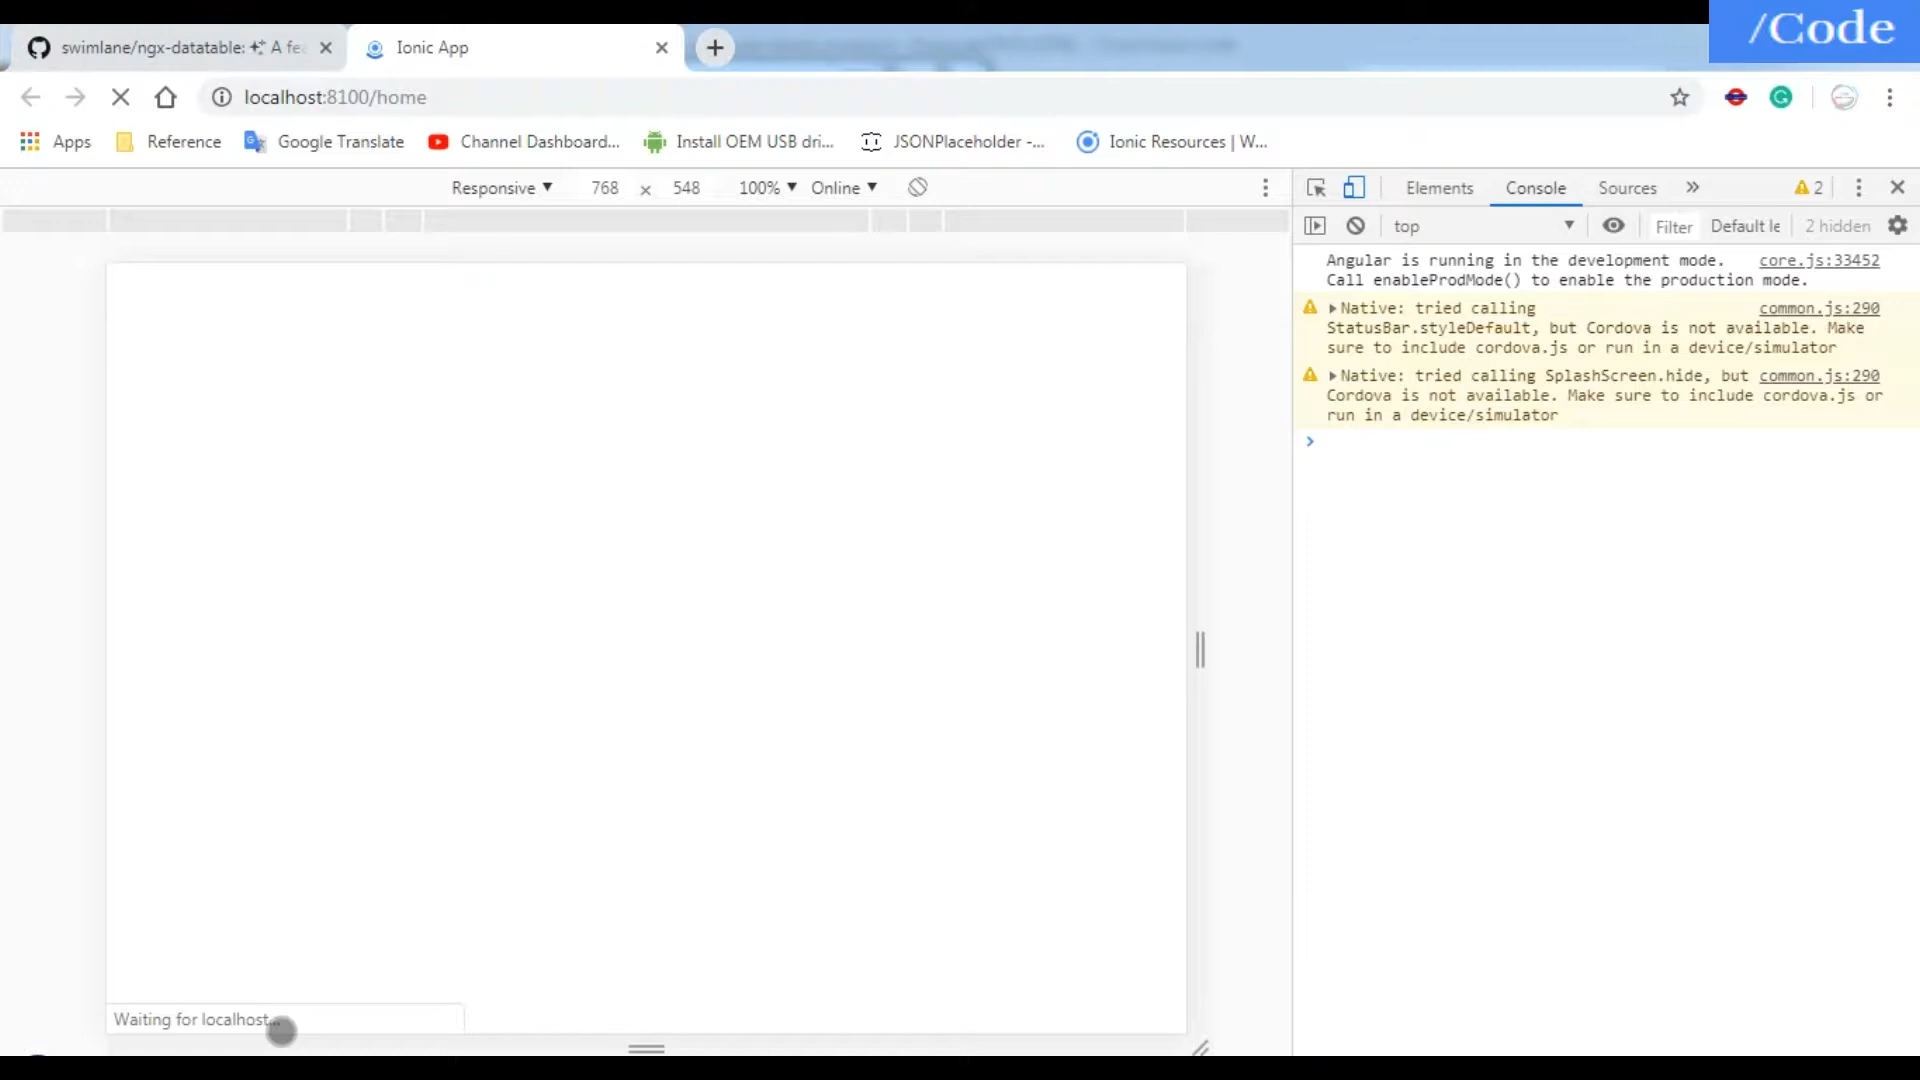 /Code
swimlane/ngx-datatable: ✨ A fea
Ionic App
localhost:8100/home
Apps
Reference
Google Translate
Channel Dashboard...
Install OEM USB dri...
JSONPlaceholder -...
Ionic Resources | W...
Responsive ▼ 768 x 548 100% ▼ Online ▼
Elements Console Sources » 2
top ▼ Filter Default le 2 hidden
Angular is running in the development mode. core.js:33452
Call enableProdMode() to enable the production mode.
Native: tried calling common.js:290
StatusBar.styleDefault, but Cordova is not available. Make
sure to include cordova.js or run in a device/simulator
Native: tried calling SplashScreen.hide, but common.js:290
Cordova is not available. Make sure to include cordova.js or
run in a device/simulator
Waiting for localhost...